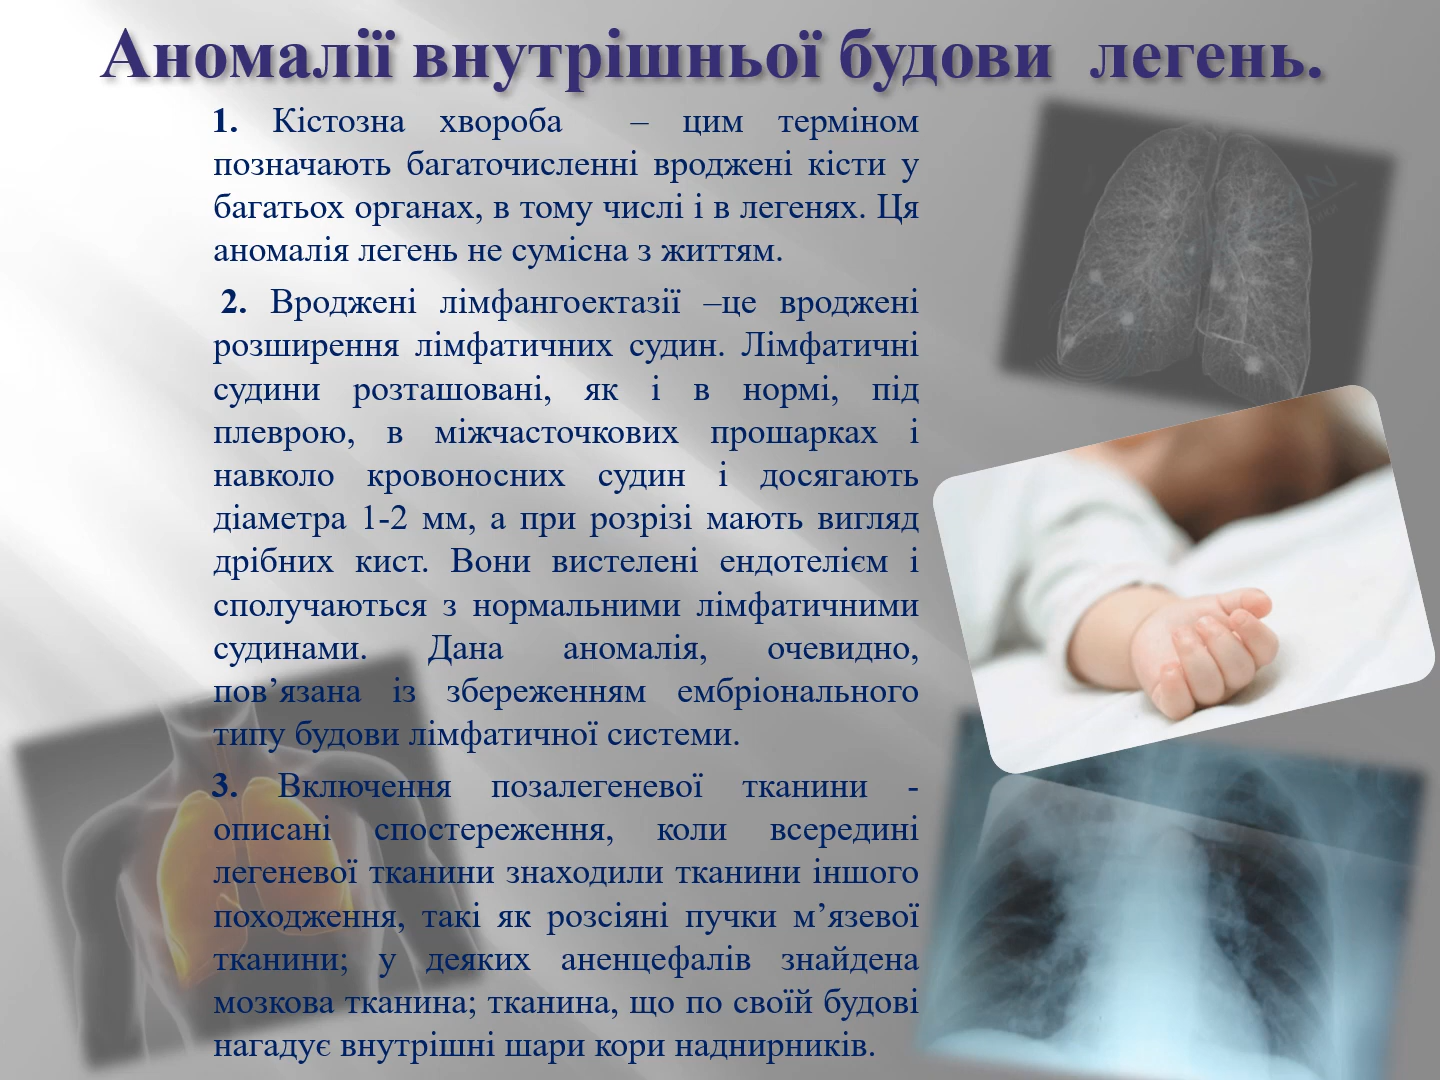 Аномалії внутрішньої будови легень.
1. Кістозна хвороба – цим терміном
позначають багаточисленні вроджені кісти у
багатьох органах, в тому числі і в легенях. Ця
аномалія легень не сумісна з життям.
2. Вроджені лімфангоектазії –це вроджені
розширення лімфатичних судин. Лімфатичні
судини розташовані, як і в нормі, під
плеврою, в міжчасточкових прошарках і
навколо кровоносних судин і досягають
діаметра 1-2 мм, а при розрізі мають вигляд
дрібних кист. Вони вистелені ендотелієм і
сполучаються з нормальними лімфатичними
судинами. Дана аномалія, очевидно,
пов’язана із збереженням ембріонального
типу будови лімфатичної системи.
3. Включення позалегеневої тканини -
описані спостереження, коли всередині
легеневої тканини знаходили тканини іншого
походження, такі як розсіяні пучки м’язевої
тканини; у деяких аненцефалів знайдена
мозкова тканина; тканина, що по своїй будові
нагадує внутрішні шари кори наднирників.